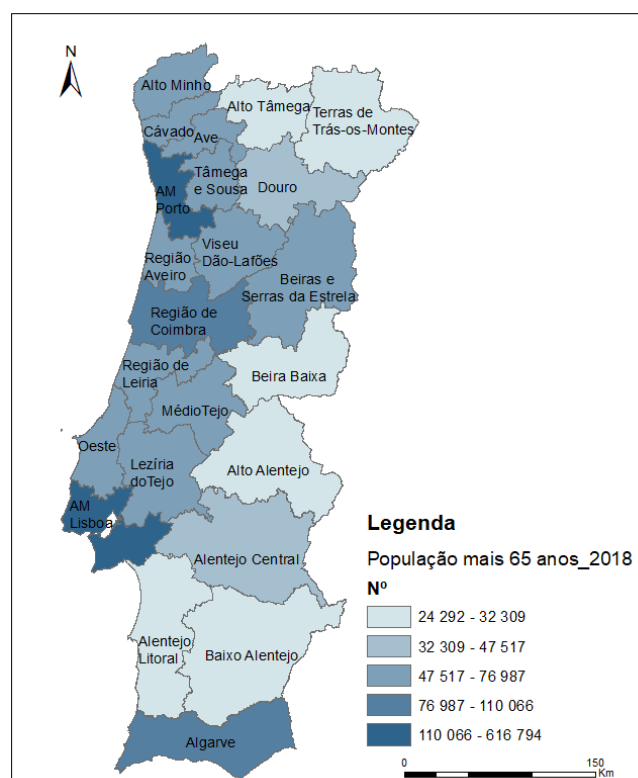 N
Alto Minho
Alto Tâmega
Terras de
Trás-os-Montes
Cávado
Ave
Tâmega
e Sousa
Douro
AM
Porto
Viseu
Dão-Lafões
Região
Aveiro
Beiras e
Serras da Estrela
Região de
Coimbra
Região de
Leiria
Beira Baixa
MédioTejo
Oeste
Lezíria
doTejo
Alto Alentejo
AM
Lisboa
Alentejo Central
Alentejo
Litoral
Baixo Alentejo
Algarve
Legenda
População mais 65 anos_2018
Nº
24 292 - 32 309
32 309 - 47 517
47 517 - 76 987
76 987 - 110 066
110 066 - 616 794
0 150
Km